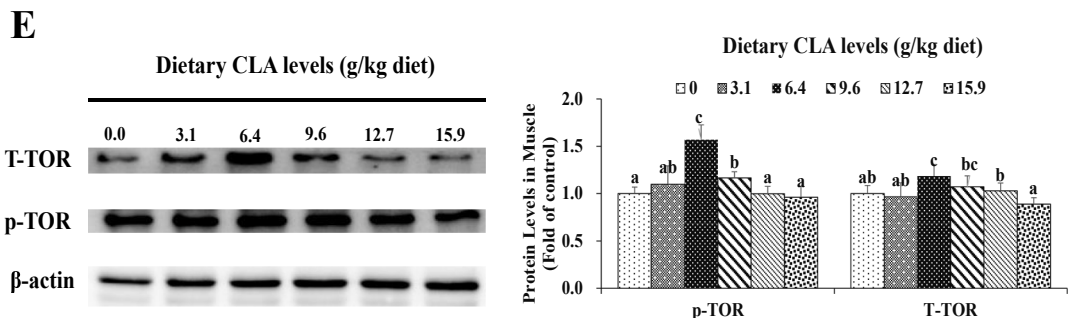 E
Dietary CLA levels (g/kg diet)
0.0 3.1 6.4 9.6 12.7 15.9
T-TOR
p-TOR
β-actin
Dietary CLA levels (g/kg diet)
0 3.1 6.4 9.6 12.7 15.9
Protein Levels in Muscle
(Fold of control)
2.0
1.5
1.0
0.5
0.0
a ab c b a a
ab ab c bc b a
p-TOR T-TOR